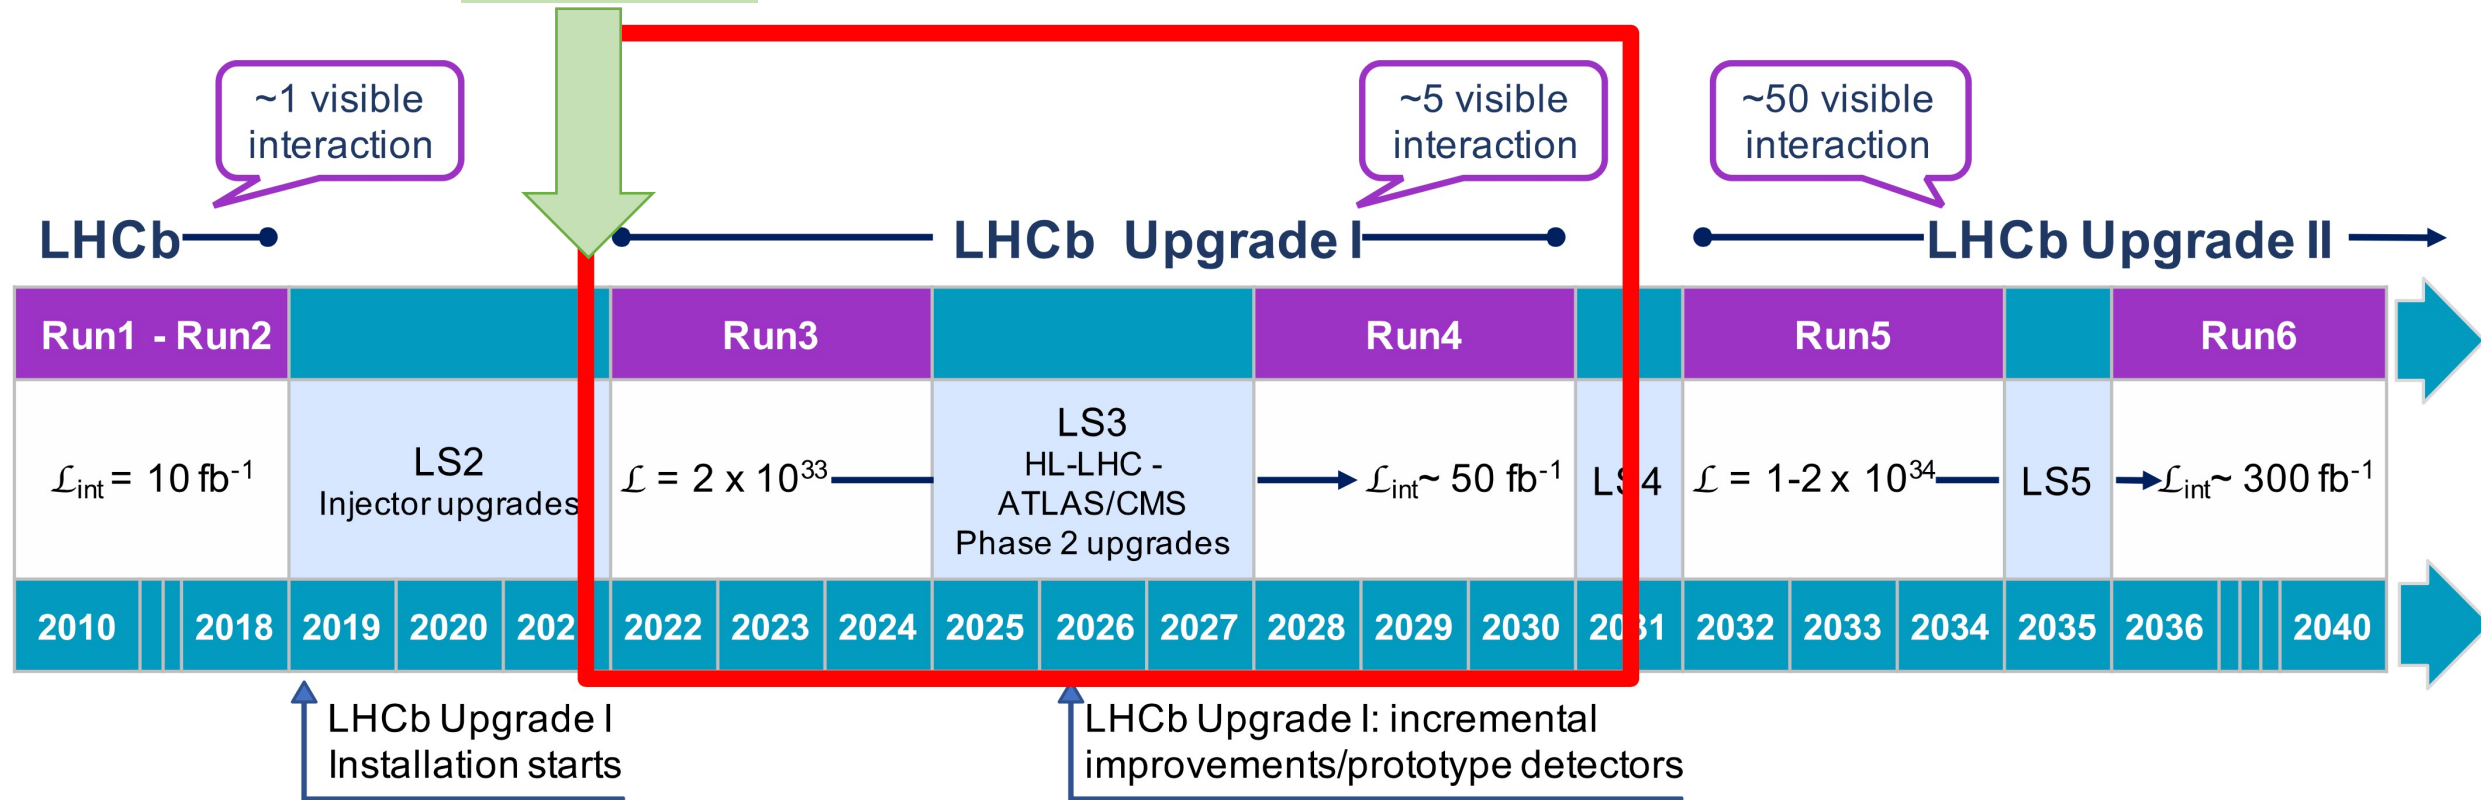 ~1 visible
interaction
~5 visible
interaction
~50 visible
interaction
LHCb
LHCb Upgrade I
LHCb Upgrade II
Run1 - Run2
Run3
Run4
Run5
Run6
ℒint = 10 fb-1
LS2
Injector upgrades
ℒ = 2 x 10³³
LS3
HL-LHC -
ATLAS/CMS
Phase 2 upgrades
ℒint~ 50 fb-1
LS4
ℒ = 1-2 x 10³⁴
LS5
ℒint~ 300 fb-1
2010 2018 2019 2020 202 2022 2023 2024 2025 2026 2027 2028 2029 2030 2031 2032 2033 2034 2035 2036 2040
LHCb Upgrade I
Installation starts
LHCb Upgrade I: incremental
improvements/prototype detectors